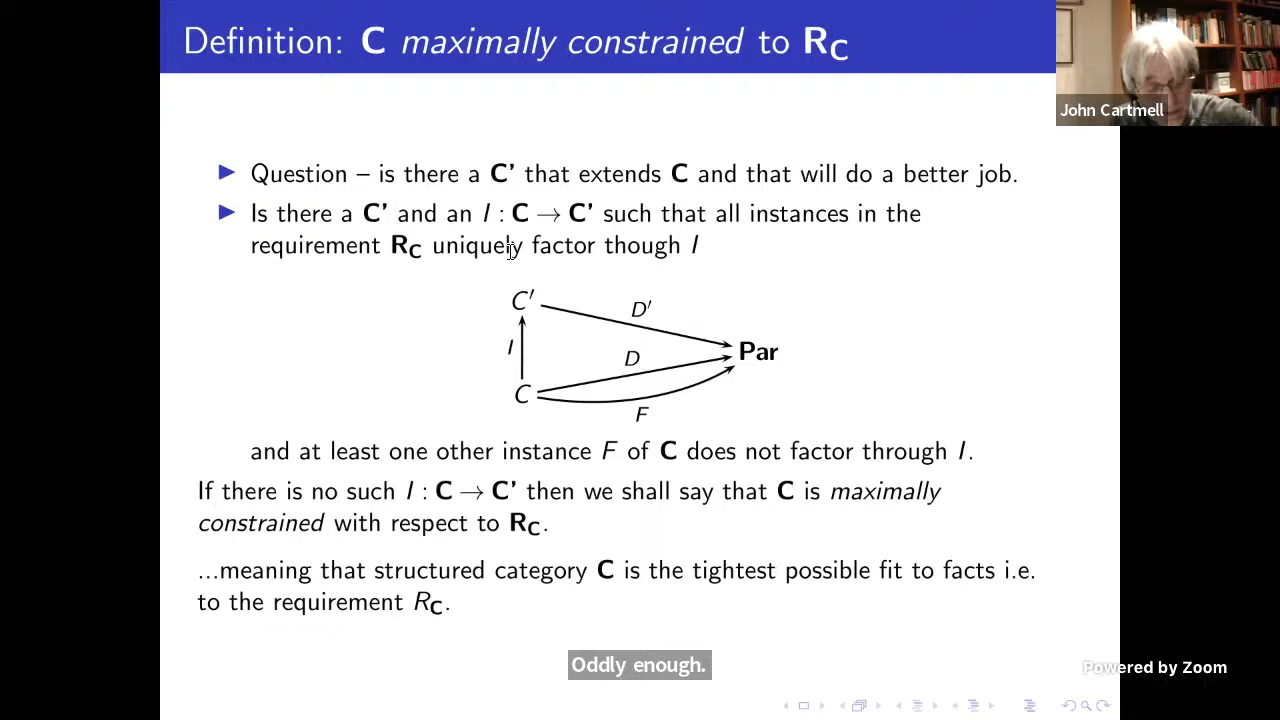 Definition: C maximally constrained to R_C
John Cartmell
▶ Question – is there a C' that extends C and that will do a better job.
▶ Is there a C' and an I : C → C' such that all instances in the
requirement R_C uniquely factor though I
C′
D′
I
D
Par
C
F
and at least one other instance F of C does not factor through I.
If there is no such I : C → C' then we shall say that C is maximally
constrained with respect to R_C.
...meaning that structured category C is the tightest possible fit to facts i.e.
to the requirement R_C.
Oddly enough.
Powered by Zoom